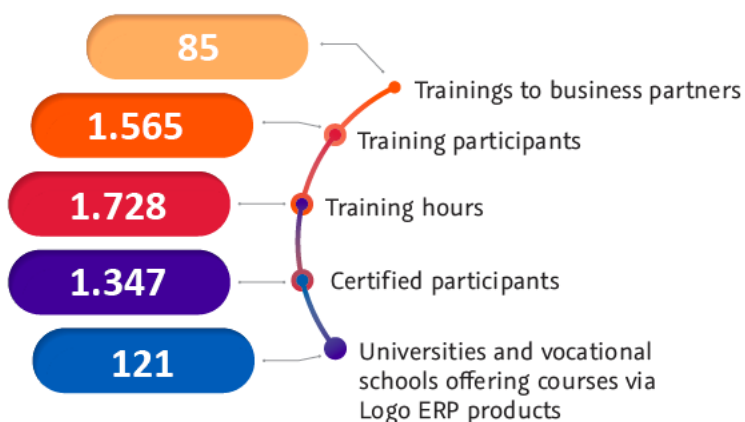 85
Trainings to business partners
1.565
Training participants
1.728
Training hours
1.347
Certified participants
121
Universities and vocational
schools offering courses via
Logo ERP products